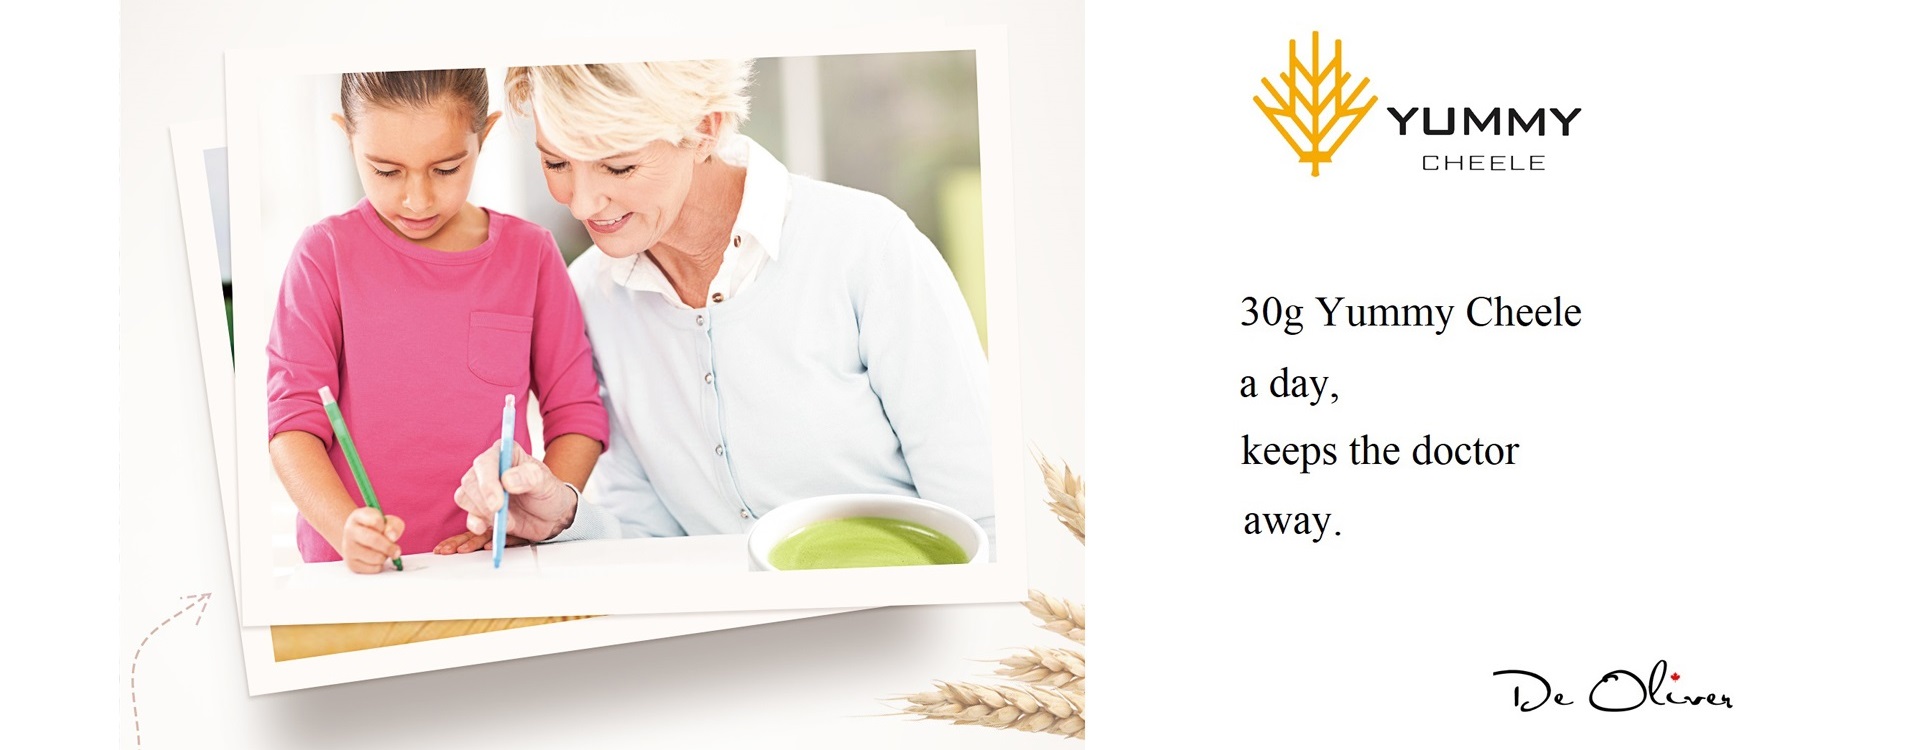 YUMMY
CHEELE
30g Yummy Cheele
a day,
keeps the doctor
away.
De Oliver